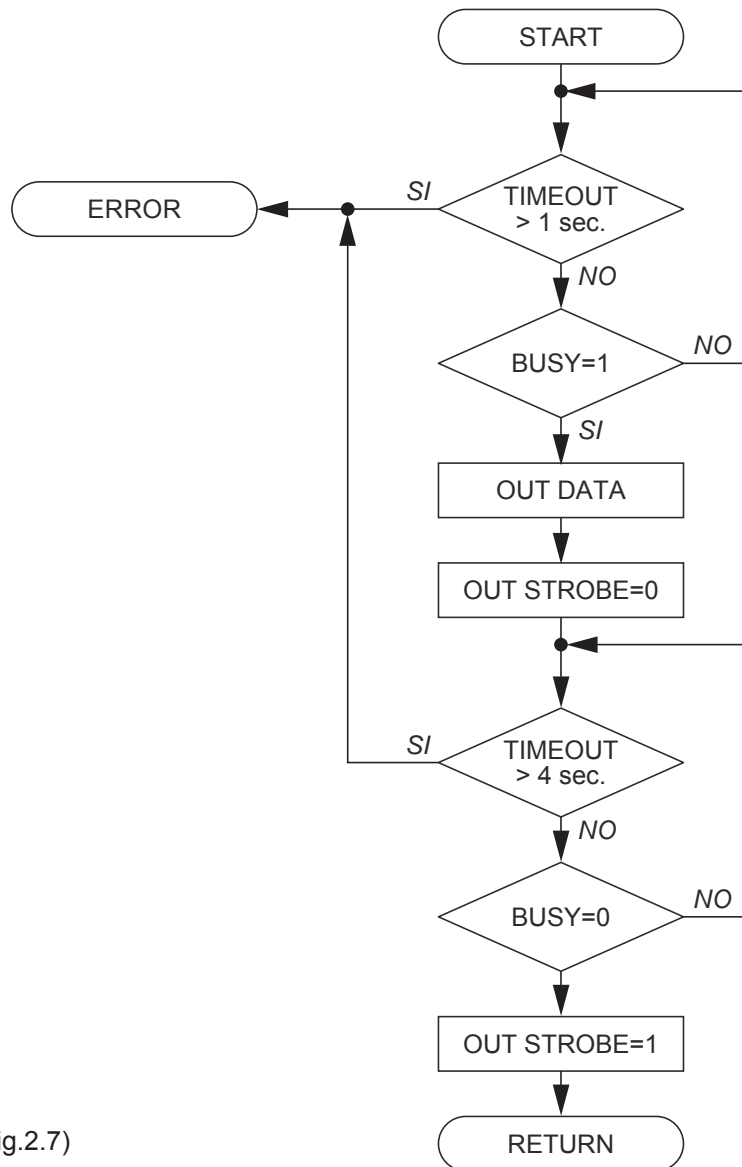 START
ERROR
SI
TIMEOUT
> 1 sec.
NO
BUSY=1
NO
SI
OUT DATA
OUT STROBE=0
SI
TIMEOUT
> 4 sec.
NO
BUSY=0
NO
OUT STROBE=1
ig.2.7)
RETURN